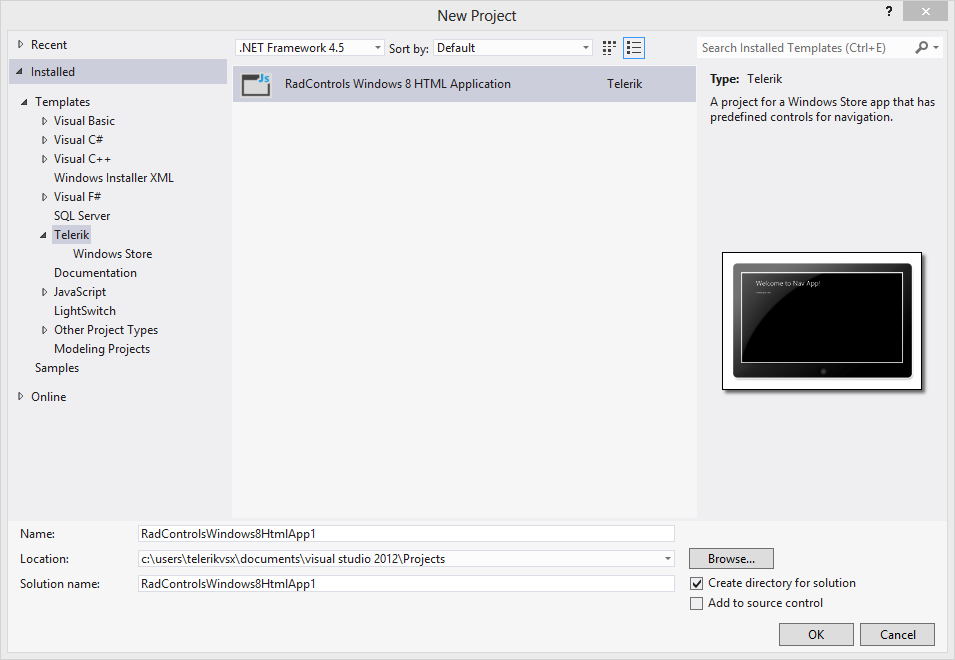 New Project
?
Recent
Installed
Templates
Visual Basic
Visual C#
Visual C++
Windows Installer XML
Visual F#
SQL Server
Telerik
Windows Store
Documentation
JavaScript
LightSwitch
Other Project Types
Modeling Projects
Samples
Online
.NET Framework 4.5 Sort by: Default
JS RadControls Windows 8 HTML Application Telerik
Search Installed Templates (Ctrl+E)
Type: Telerik
A project for a Windows Store app that has
predefined controls for navigation.
Welcome to Nav App!
Name: RadControlsWindows8HtmlApp1
Location: c:\users\telerikvsx\documents\visual studio 2012\Projects Browse...
Solution name: RadControlsWindows8HtmlApp1 Create directory for solution
Add to source control
OK Cancel